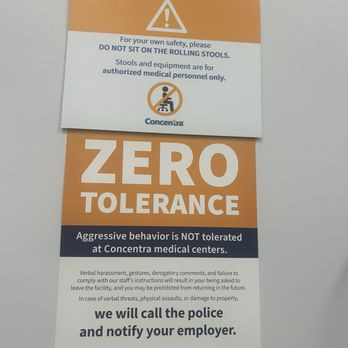 For your own safety, please
DO NOT SIT ON THE ROLLING STOOLS.
Stools and equipment are for
authorized medical personnel only.
Concentra
ZERO
TOLERANCE
Aggressive behavior is NOT tolerated
at Concentra medical centers.
Verbal harassment, gestures, derogatory comments, and failure to
comply with our staff's instructions will result in your being asked to
leave the facility, and you may be prohibited from returning in the future.
In case of verbal threats, physical assaults, or damage to property,
we will call the police
and notify your employer.